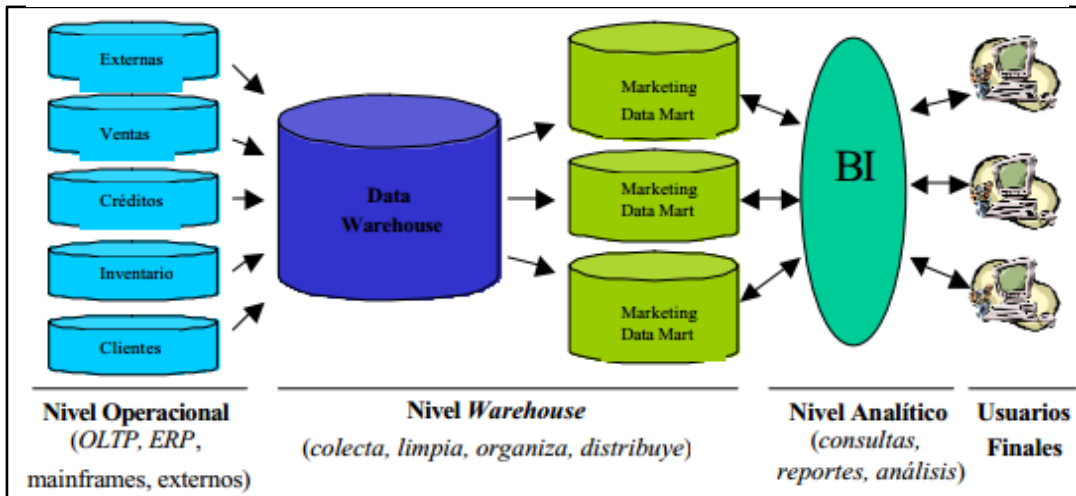 Externas
Ventas
Créditos
Inventario
Clientes
Data
Warehouse
Marketing
Data Mart
Marketing
Data Mart
Marketing
Data Mart
BI
Nivel Operacional
(OLTP, ERP,
mainframes, externos)
Nivel Warehouse
(colecta, limpia, organiza, distribuye)
Nivel Analítico
(consultas,
reportes, análisis)
Usuarios
Finales